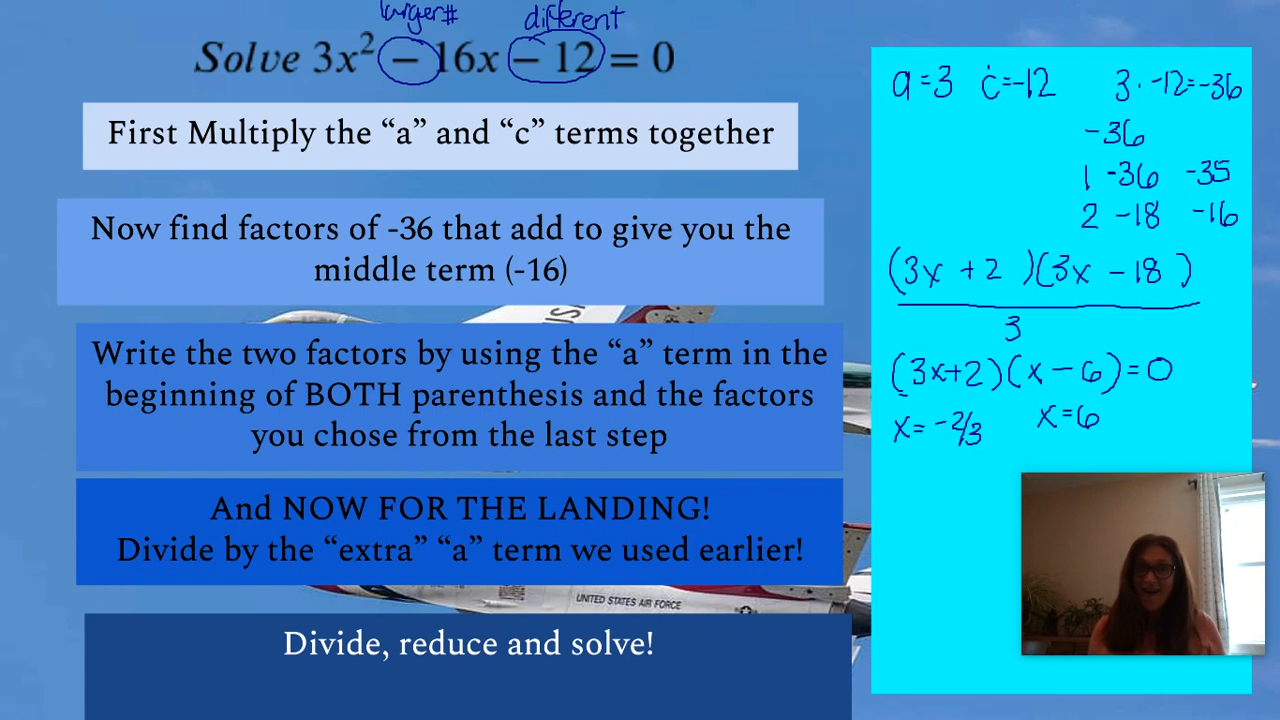 larger# different
Solve 3x² − 16x − 12 = 0
First Multiply the “a” and “c” terms together
Now find factors of -36 that add to give you the
middle term (-16)
US
Write the two factors by using the “a” term in the
beginning of BOTH parenthesis and the factors
you chose from the last step
And NOW FOR THE LANDING!
Divide by the “extra” “a” term we used earlier!
UNITED STATES AIR FORCE
Divide, reduce and solve!
a=3 c=-12 3·-12=-36
-36
1 -36 -35
2 -18 -16
(3x +2 )(3x -18 )
3
(3x+2)(x-6)=0
x=-2/3 x=6